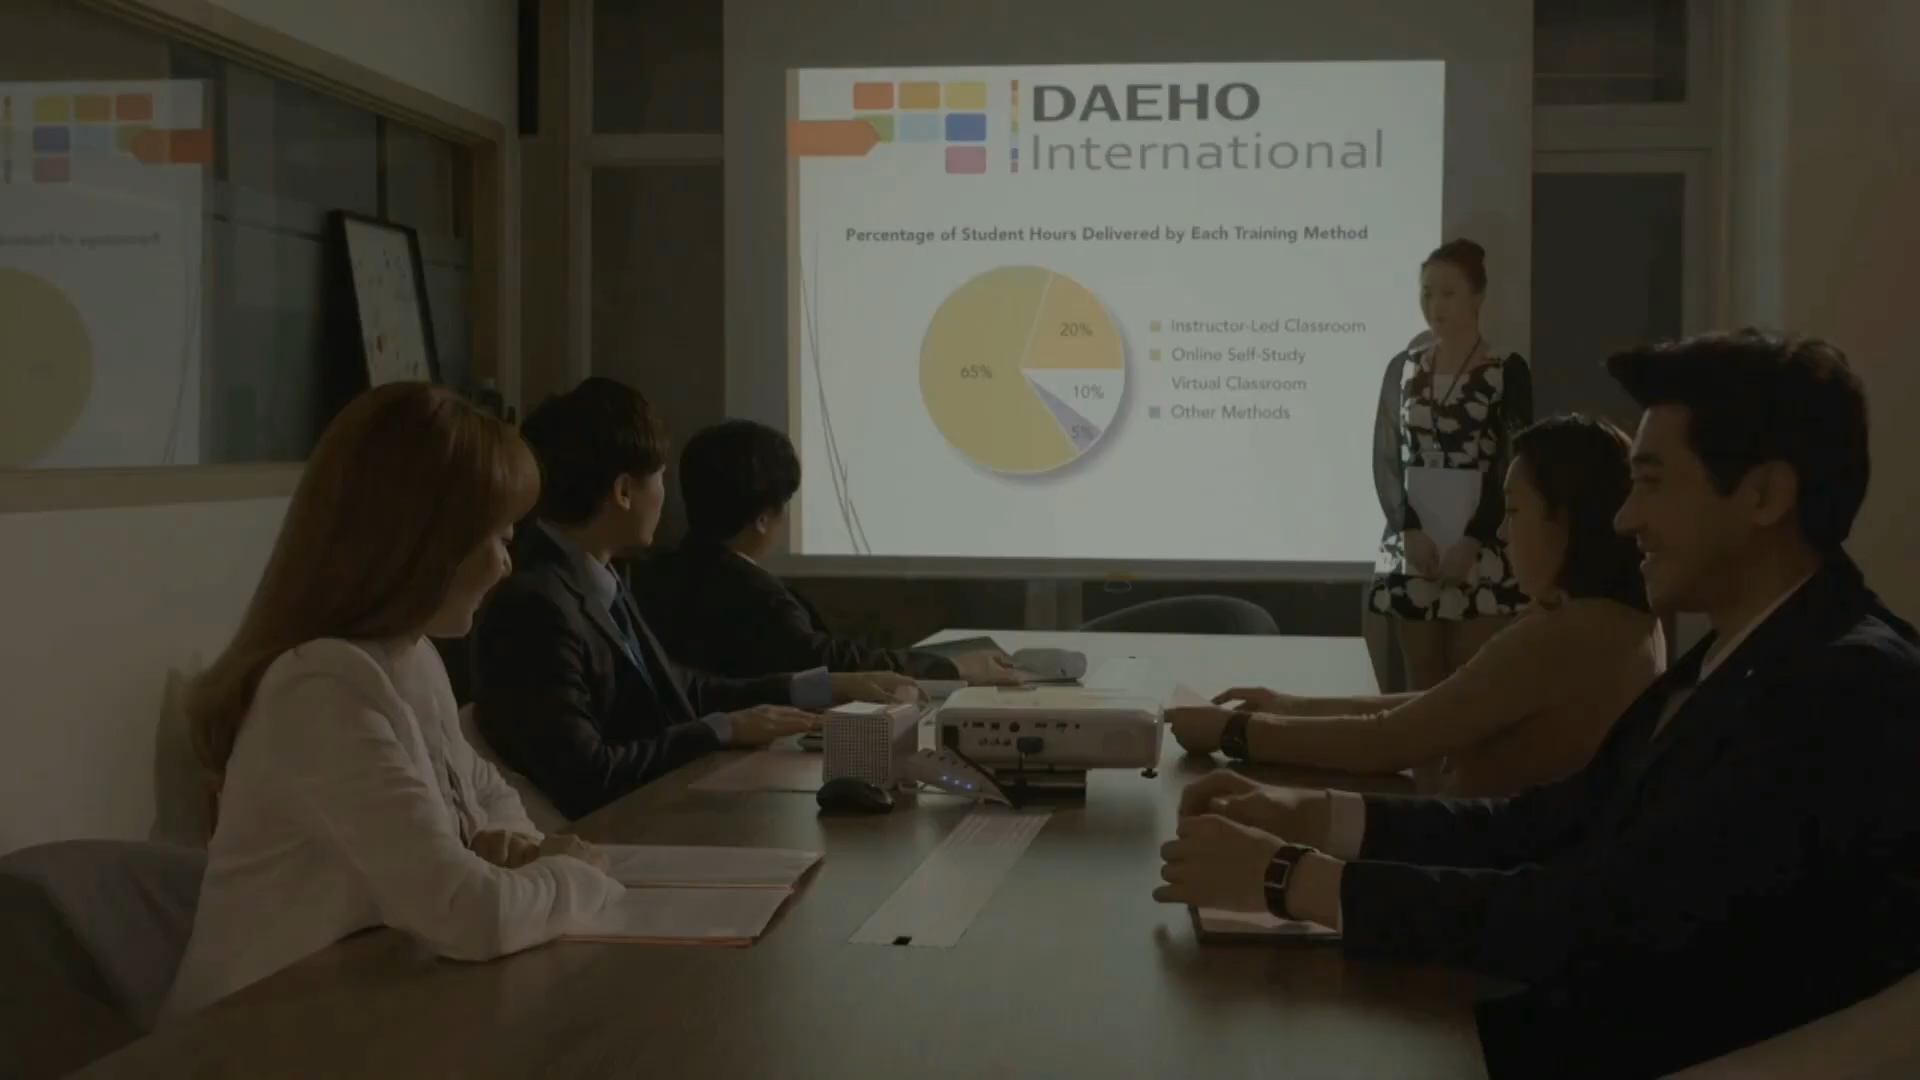 DAEHO
International
Percentage of Student Hours Delivered by Each Training Method
20%
65%
10%
5%
Instructor-Led Classroom
Online Self-Study
Virtual Classroom
Other Methods